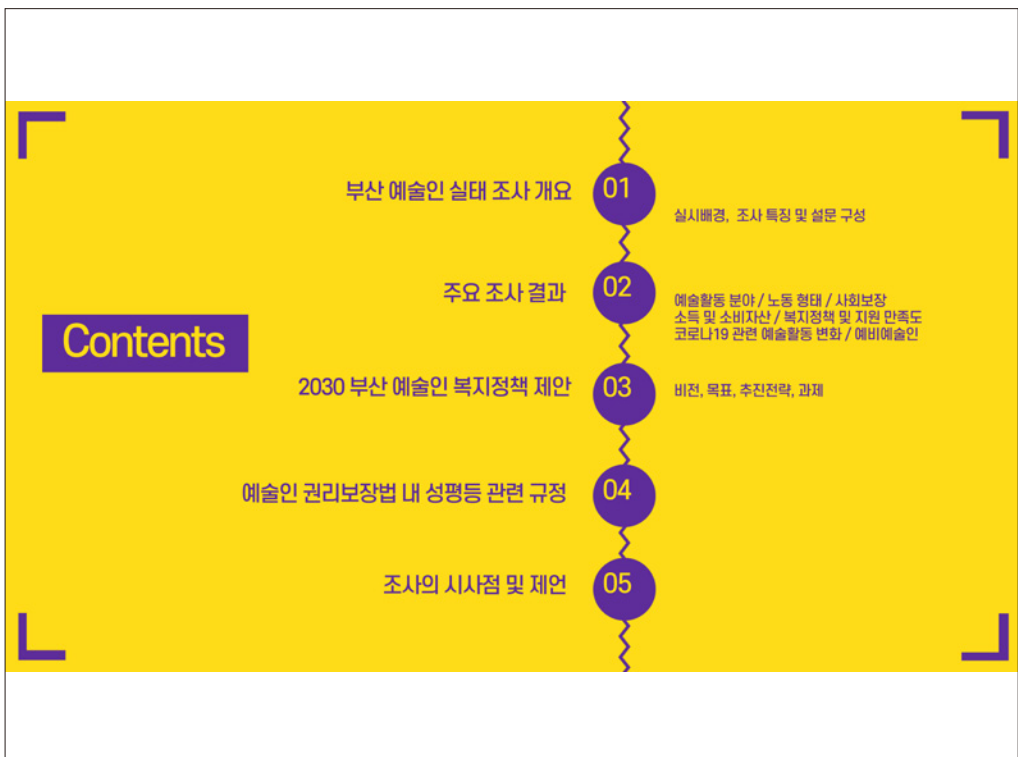 Contents
부산 예술인 실태 조사 개요
01
실시배경, 조사 특징 및 설문 구성
주요 조사 결과
02
예술활동 분야 / 노동 형태 / 사회보장
소득 및 소비자산 / 복지정책 및 지원 만족도
코로나19 관련 예술활동 변화 / 예비예술인
2030 부산 예술인 복지정책 제안
03
비전, 목표, 추진전략, 과제
예술인 권리보장법 내 성평등 관련 규정
04
조사의 시사점 및 제언
05